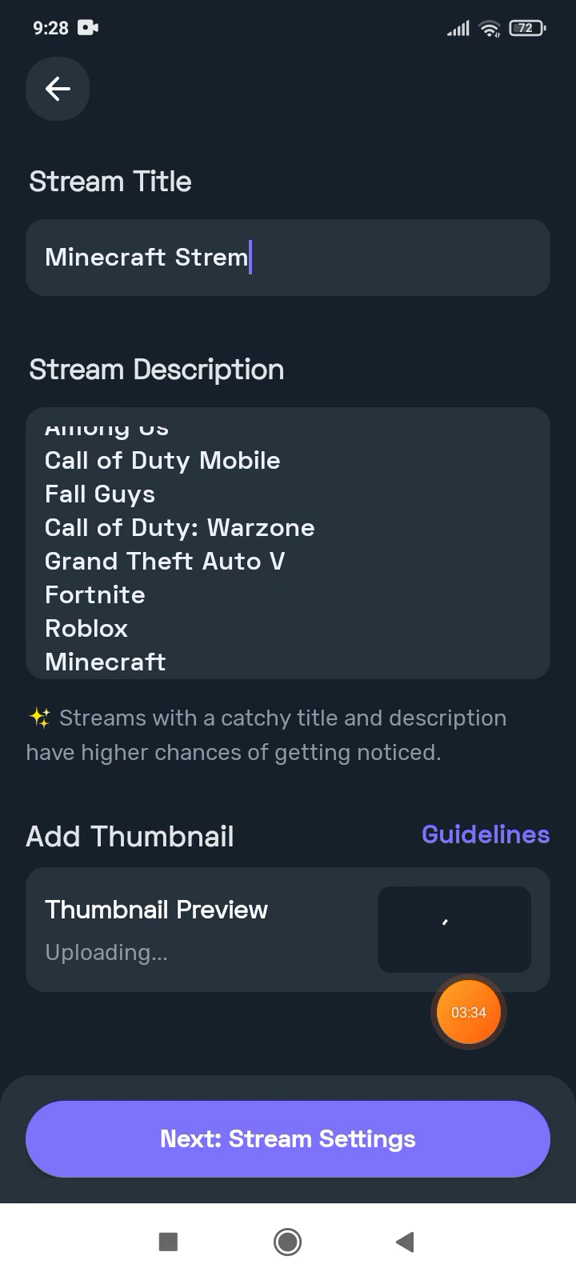 9:28
72
Stream Title
Minecraft Strem
Stream Description
Among Us
Call of Duty Mobile
Fall Guys
Call of Duty: Warzone
Grand Theft Auto V
Fortnite
Roblox
Minecraft
✨ Streams with a catchy title and description
have higher chances of getting noticed.
Add Thumbnail
Guidelines
Thumbnail Preview
Uploading...
03:34
Next: Stream Settings